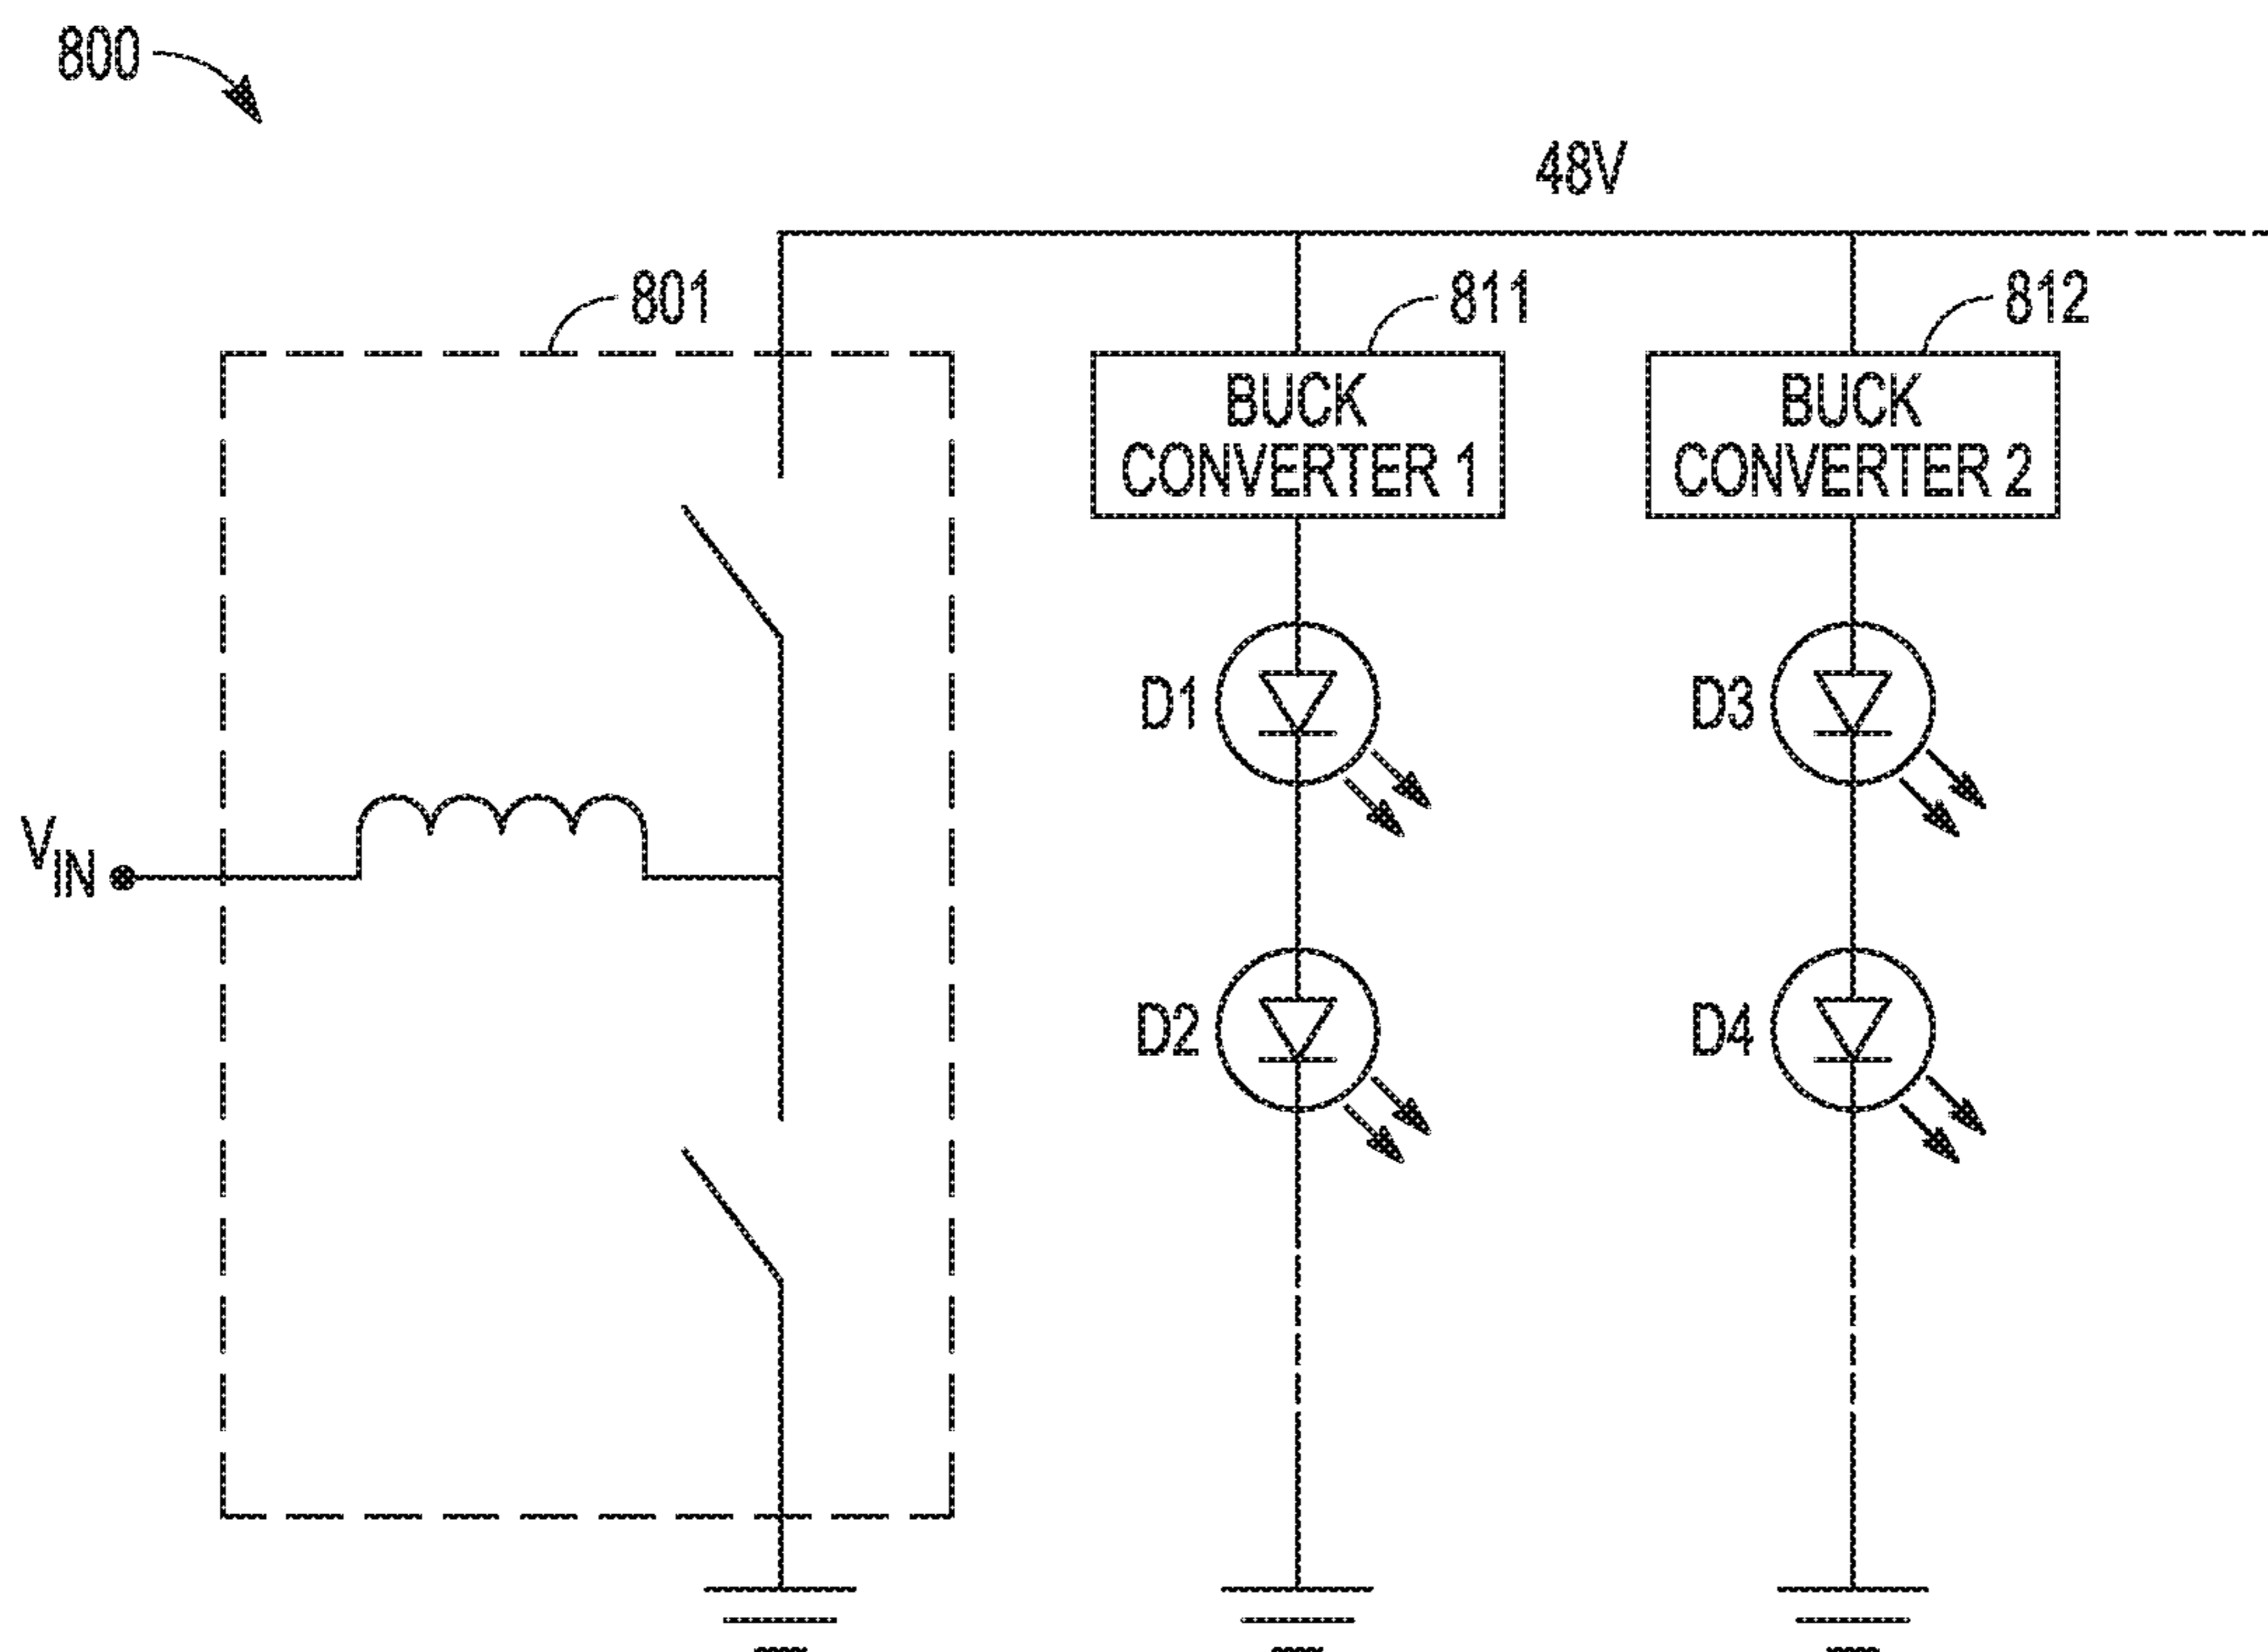 800
48V
801
811
812
BUCK
CONVERTER 1
BUCK
CONVERTER 2
D1
D3
VIN
D2
D4